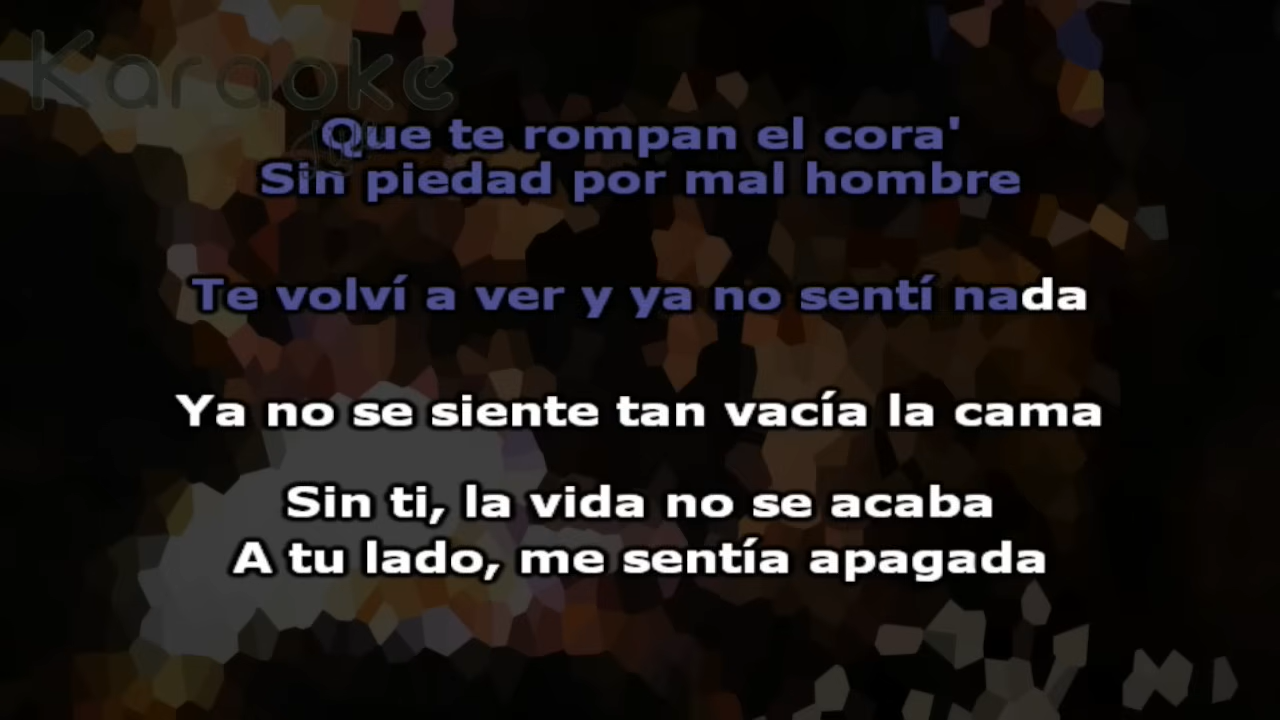 Karaoke
Que te rompan el cora'
Sin piedad por mal hombre
Te volví a ver y ya no sentí nada
Ya no se siente tan vacía la cama
Sin ti, la vida no se acaba
A tu lado, me sentía apagada